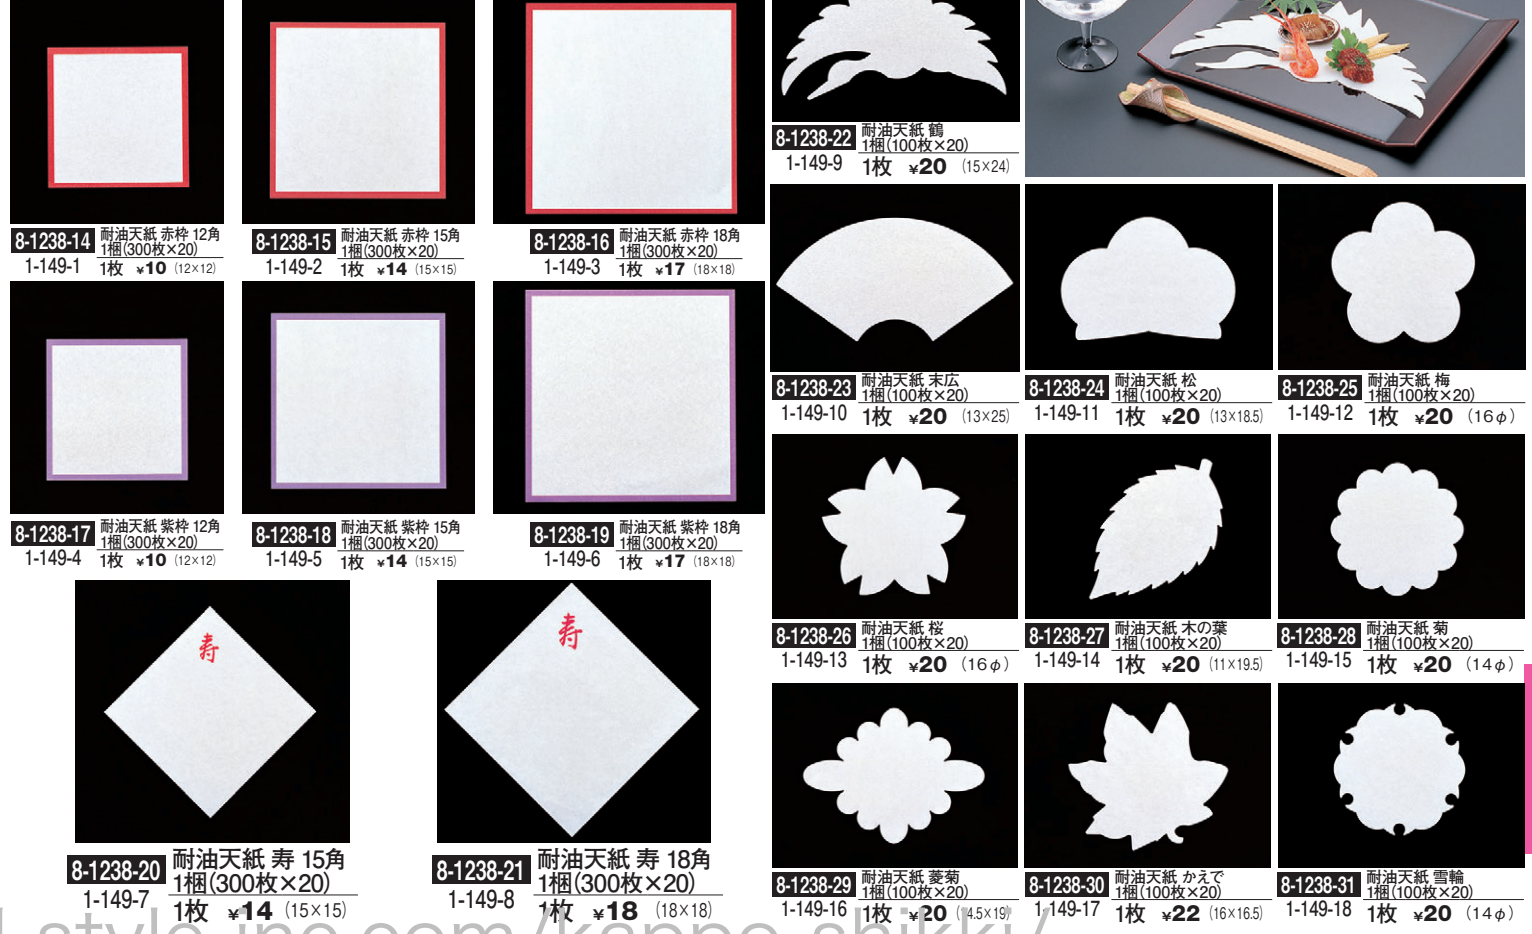 8-1238-14
耐油天紙 赤枠 12角
1梱(300枚×20)
1-149-1
1枚 ¥10 (12×12)
8-1238-15
耐油天紙 赤枠 15角
1梱(300枚×20)
1-149-2
1枚 ¥14 (15×15)
8-1238-16
耐油天紙 赤枠 18角
1梱(300枚×20)
1-149-3
1枚 ¥17 (18×18)
8-1238-17
耐油天紙 紫枠 12角
1梱(300枚×20)
1-149-4
1枚 ¥10 (12×12)
8-1238-18
耐油天紙 紫枠 15角
1梱(300枚×20)
1-149-5
1枚 ¥14 (15×15)
8-1238-19
耐油天紙 紫枠 18角
1梱(300枚×20)
1-149-6
1枚 ¥17 (18×18)
寿
8-1238-20
耐油天紙 寿 15角
1梱(300枚×20)
1-149-7
1枚 ¥14 (15×15)
寿
8-1238-21
耐油天紙 寿 18角
1梱(300枚×20)
1-149-8
1枚 ¥18 (18×18)
8-1238-22
耐油天紙 鶴
1梱(100枚×20)
1-149-9
1枚 ¥20 (15×24)
8-1238-23
耐油天紙 末広
1梱(100枚×20)
1-149-10
1枚 ¥20 (13×25)
8-1238-24
耐油天紙 松
1梱(100枚×20)
1-149-11
1枚 ¥20 (13×18.5)
8-1238-25
耐油天紙 梅
1梱(100枚×20)
1-149-12
1枚 ¥20 (16φ)
8-1238-26
耐油天紙 桜
1梱(100枚×20)
1-149-13
1枚 ¥20 (16φ)
8-1238-27
耐油天紙 木の葉
1梱(100枚×20)
1-149-14
1枚 ¥20 (11×19.5)
8-1238-28
耐油天紙 菊
1梱(100枚×20)
1-149-15
1枚 ¥20 (14φ)
8-1238-29
耐油天紙 菱菊
1梱(100枚×20)
1-149-16
1枚 ¥20 (14.5×19)
8-1238-30
耐油天紙 かえで
1梱(100枚×20)
1-149-17
1枚 ¥22 (16×16.5)
8-1238-31
耐油天紙 雪輪
1梱(100枚×20)
1-149-18
1枚 ¥20 (14φ)
l-style-inc.com/kappo-shikki/